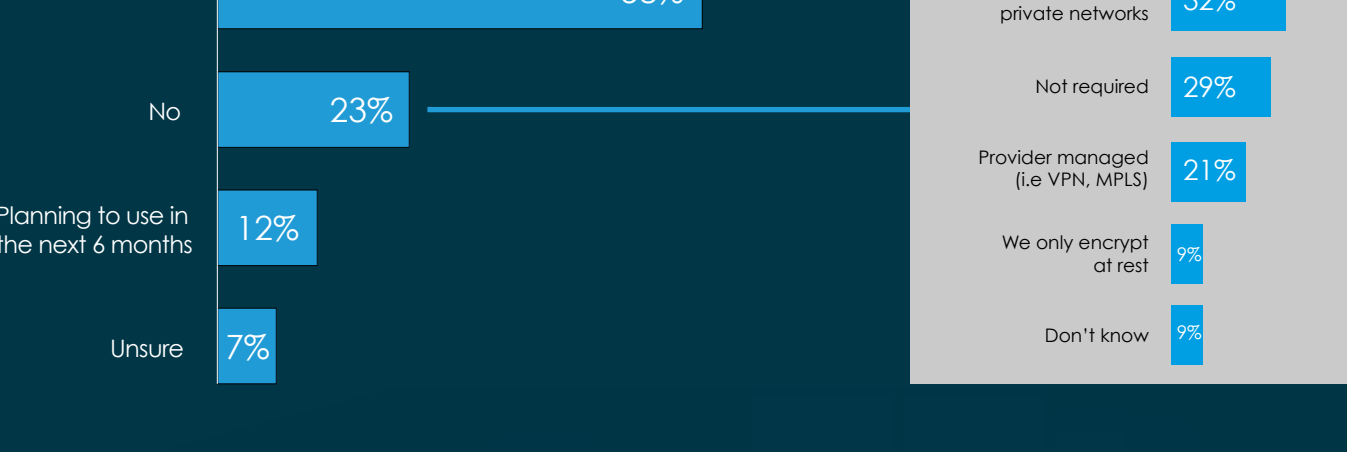 private networks
No
23%
Planning to use in
the next 6 months
12%
Unsure
7%
Not required
29%
Provider managed
(i.e VPN, MPLS)
21%
We only encrypt
at rest
9%
Don't know
9%